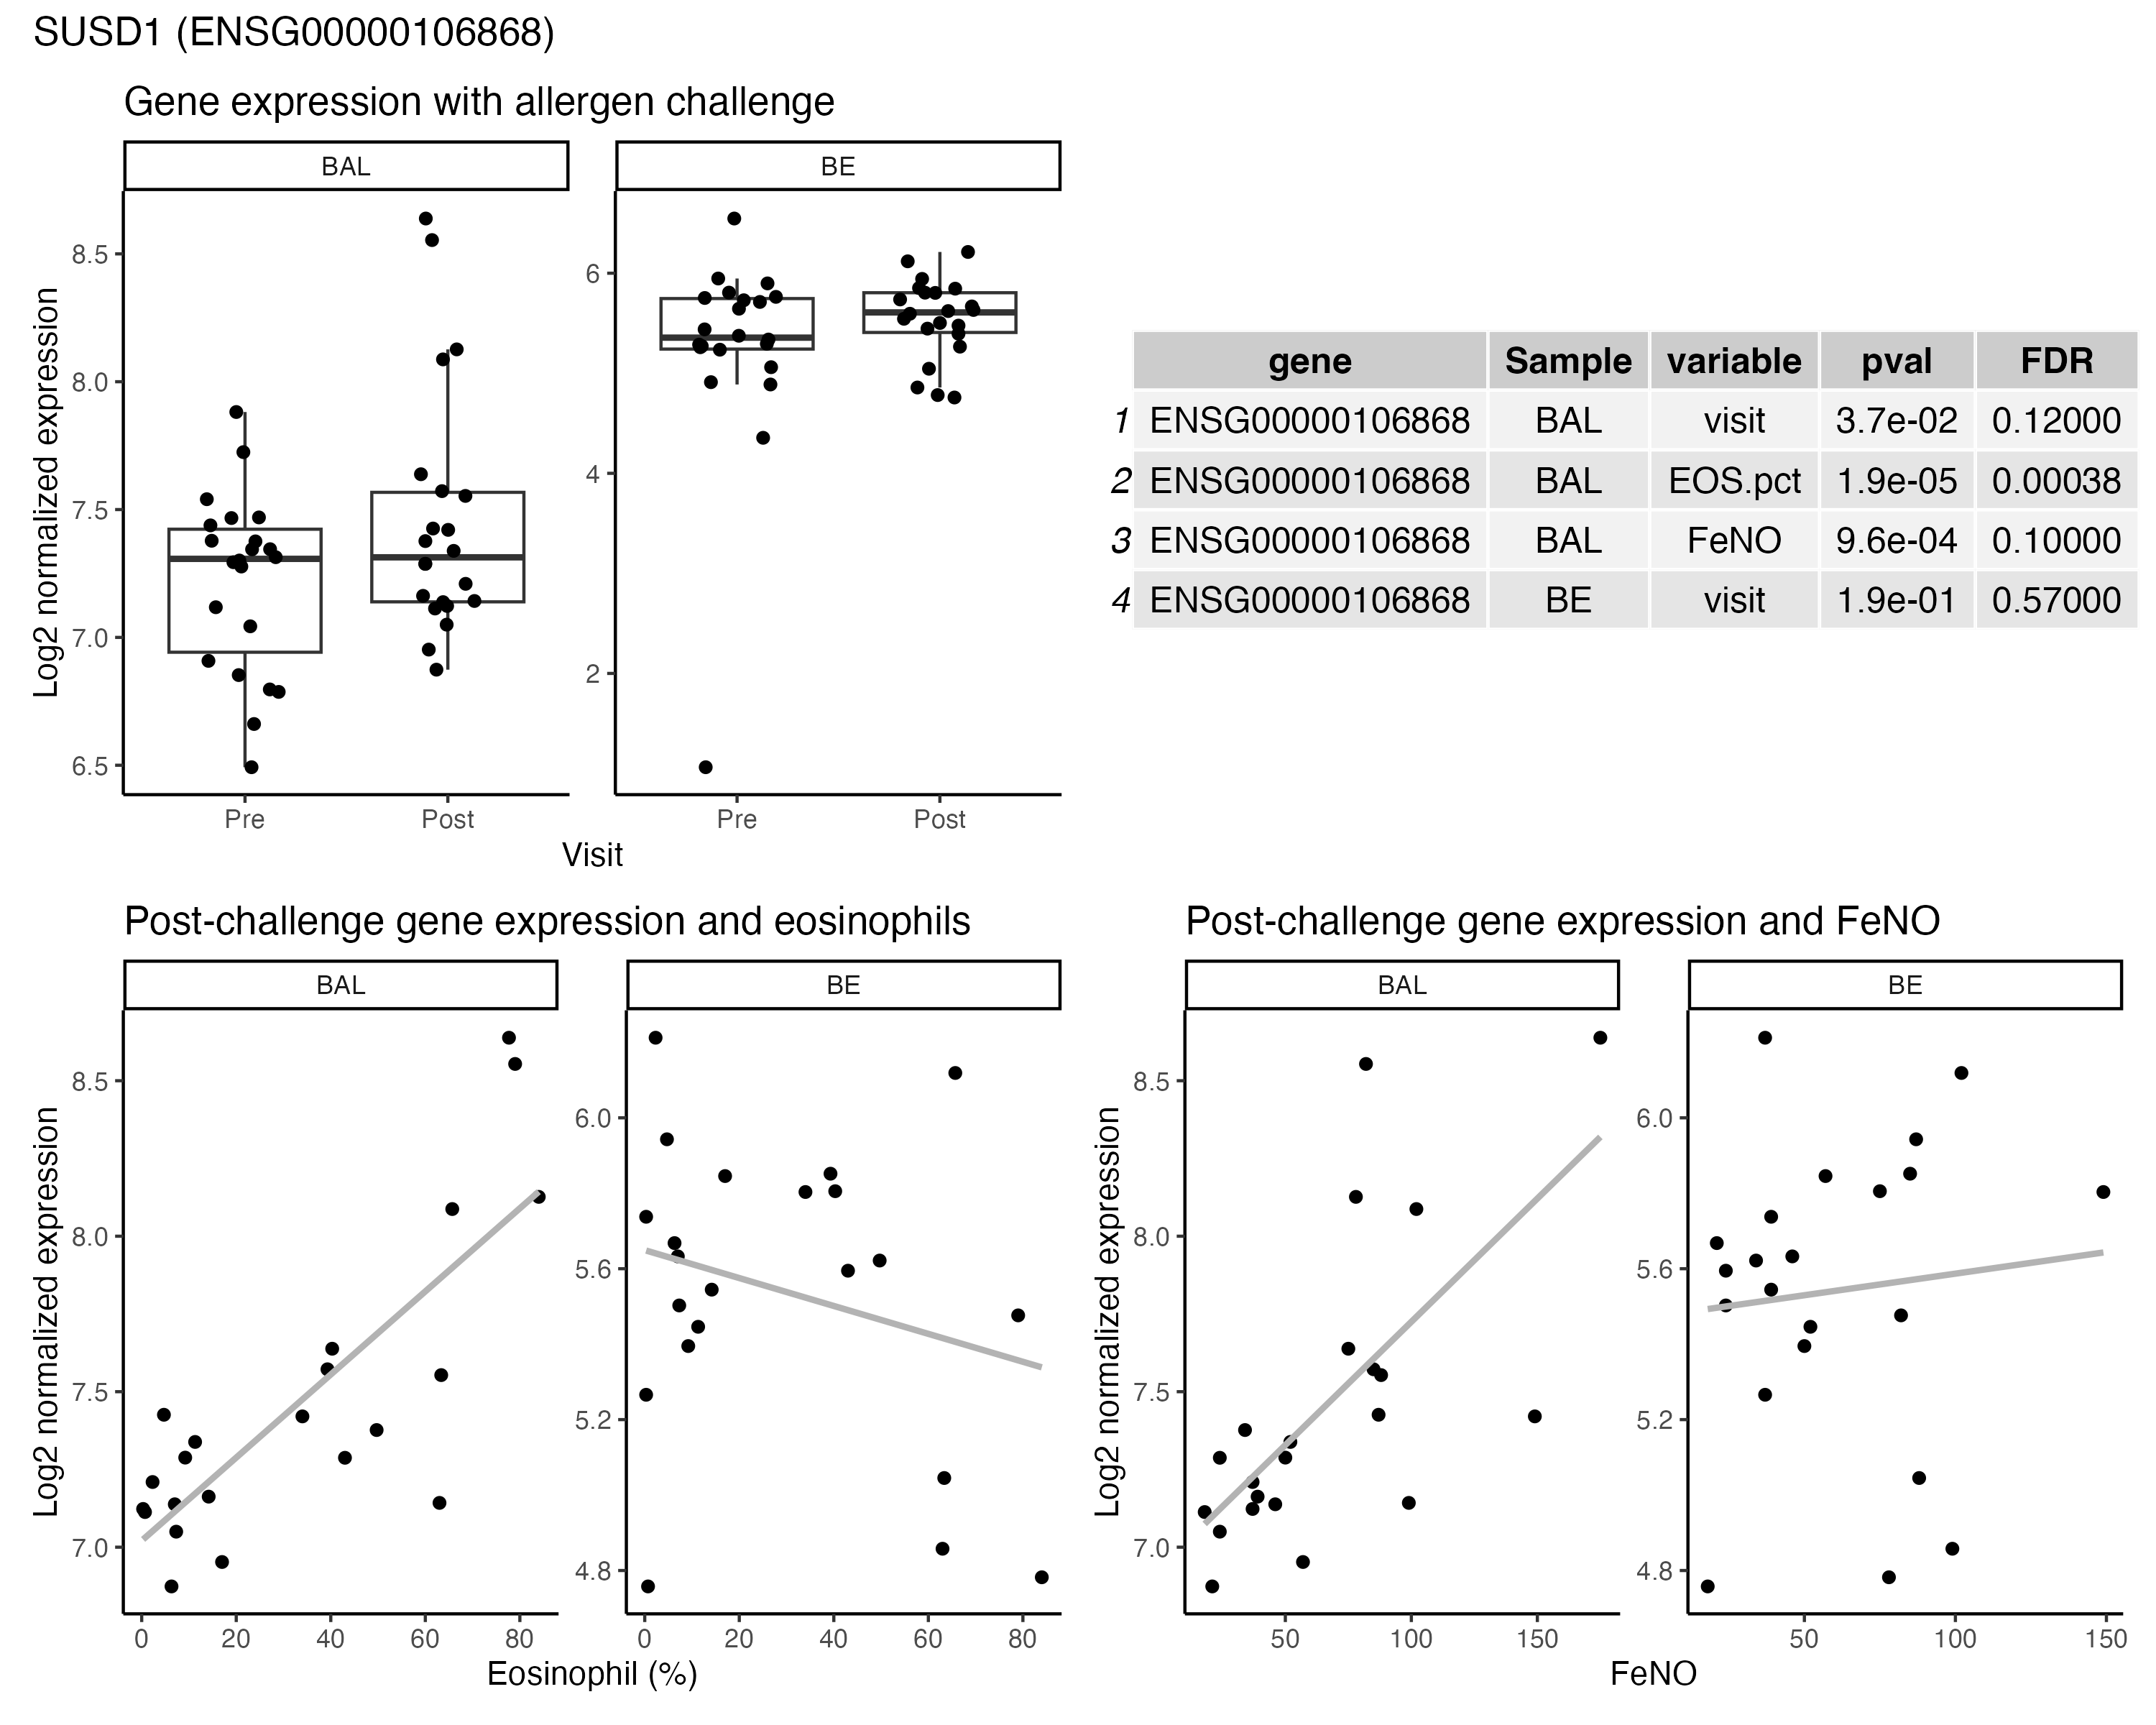 SUSD1 (ENSG00000106868)
Gene expression with allergen challenge
BAL BE
Log2 normalized expression
8.5
8.0
7.5
7.0
6.5
6
4
2
Pre Post Pre Post
Visit
gene Sample variable pval FDR
1 ENSG00000106868 BAL visit 3.7e-02 0.12000
2 ENSG00000106868 BAL EOS.pct 1.9e-05 0.00038
3 ENSG00000106868 BAL FeNO 9.6e-04 0.10000
4 ENSG00000106868 BE visit 1.9e-01 0.57000
Post-challenge gene expression and eosinophils
BAL BE
Log2 normalized expression
8.5
8.0
7.5
7.0
6.0
5.6
5.2
4.8
0 20 40 60 80 0 20 40 60 80
Eosinophil (%)
Post-challenge gene expression and FeNO
BAL BE
Log2 normalized expression
8.5
8.0
7.5
7.0
6.0
5.6
5.2
4.8
50 100 150 50 100 150
FeNO